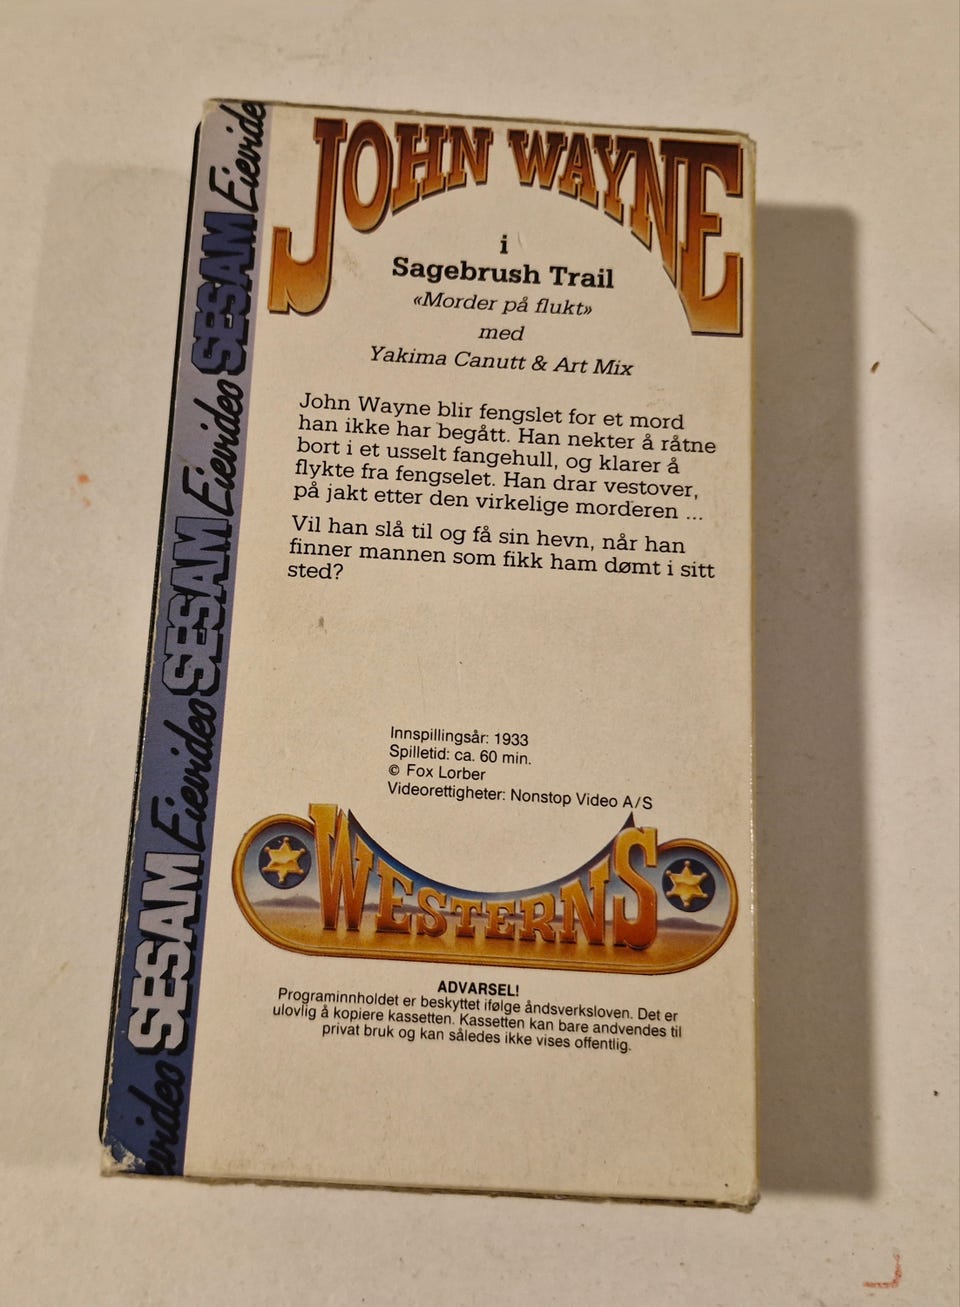 JOHN WAYNE
i
Sagebrush Trail
«Morder på flukt»
med
Yakima Canutt & Art Mix
John Wayne blir fengslet for et mord
han ikke har begått. Han nekter å råtne
bort i et usselt fangehull, og klarer å
flykte fra fengselet. Han drar vestover,
på jakt etter den virkelige morderen ...
Vil han slå til og få sin hevn, når han
finner mannen som fikk ham dømt i sitt
sted?
Innspillingsår: 1933
Spilletid: ca. 60 min.
© Fox Lorber
Videorettigheter: Nonstop Video A/S
WESTERNS
ADVARSEL!
Programinnholdet er beskyttet ifølge åndsverksloven. Det er
ulovlig å kopiere kassetten. Kassetten kan bare andvendes til
privat bruk og kan således ikke vises offentlig.
SESAM Eievideo SESAM Eievideo SESAM